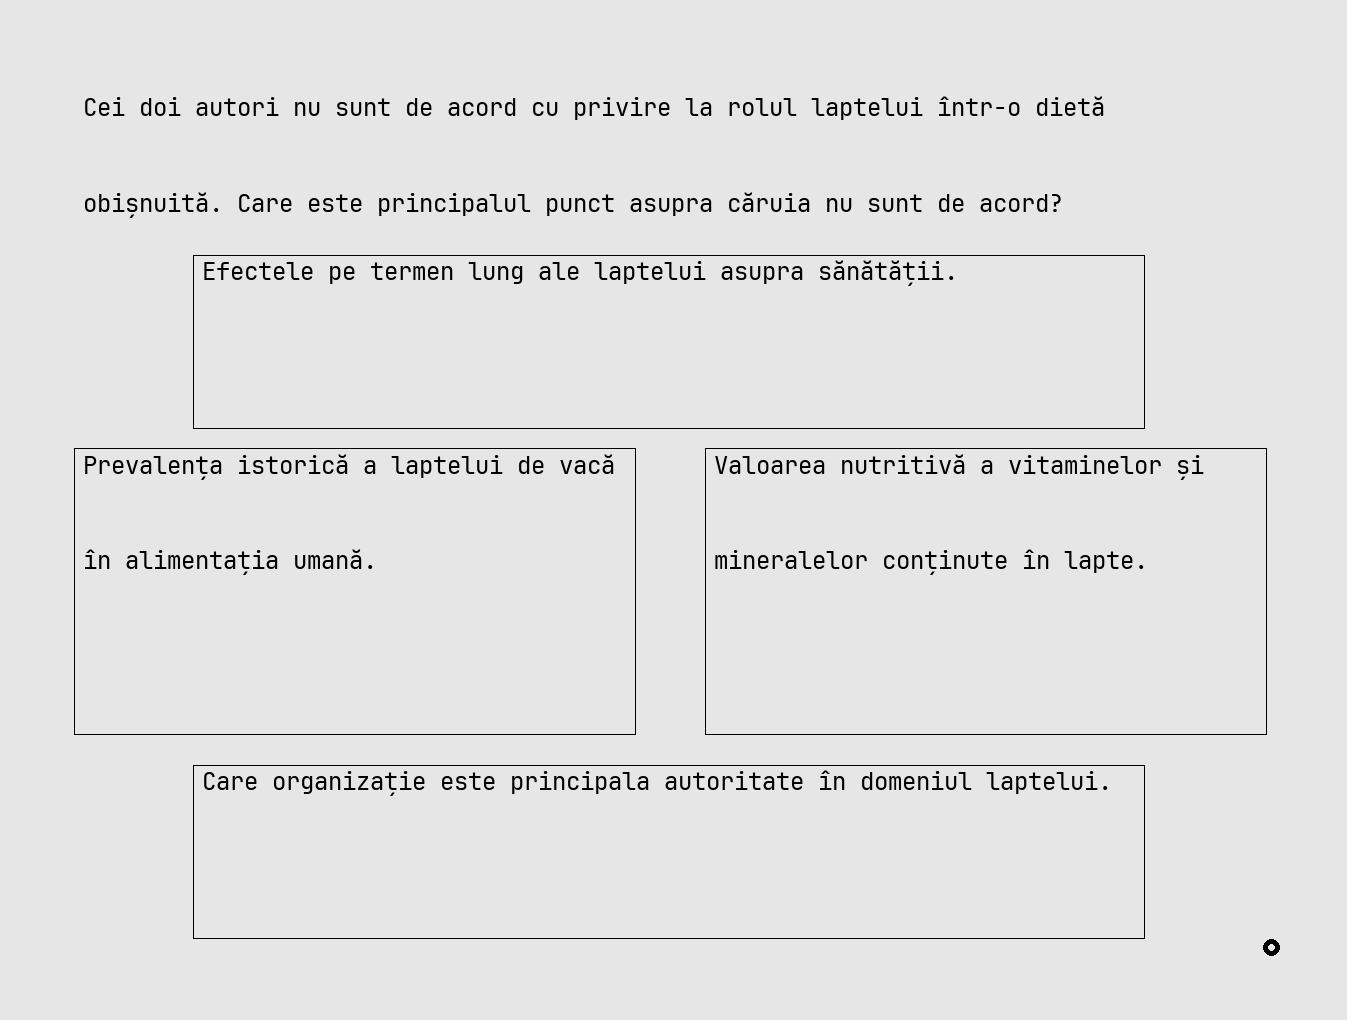 Cei doi autori nu sunt de acord cu privire la rolul laptelui într-o dietă
obișnuită. Care este principalul punct asupra căruia nu sunt de acord?
Efectele pe termen lung ale laptelui asupra sănătății.
Prevalența istorică a laptelui de vacă
în alimentația umană.
Valoarea nutritivă a vitaminelor și
mineralelor conținute în lapte.
Care organizație este principala autoritate în domeniul laptelui.